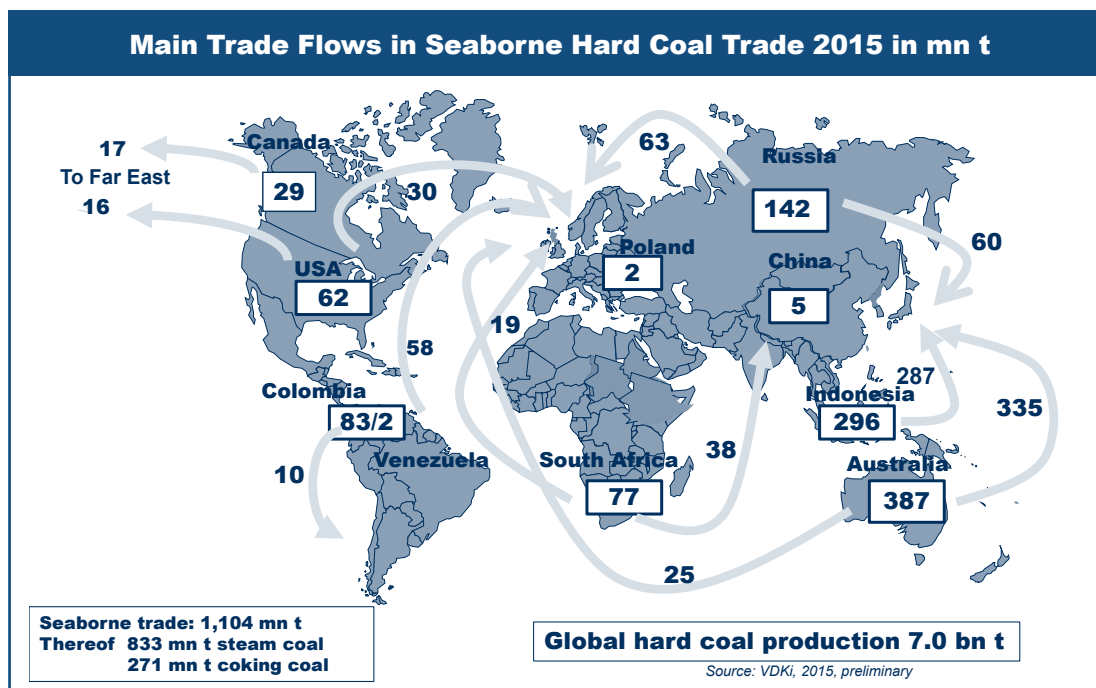 Main Trade Flows in Seaborne Hard Coal Trade 2015 in mn t
17
To Far East
16
Canada
29
30
63
Russia
142
60
USA
62
Poland
2
China
5
19
58
Colombia
83/2
Venezuela
10
South Africa
77
38
287
Indonesia
296
335
Australia
387
25
Seaborne trade: 1,104 mn t
Thereof 833 mn t steam coal
271 mn t coking coal
Global hard coal production 7.0 bn t
Source: VDKi, 2015, preliminary